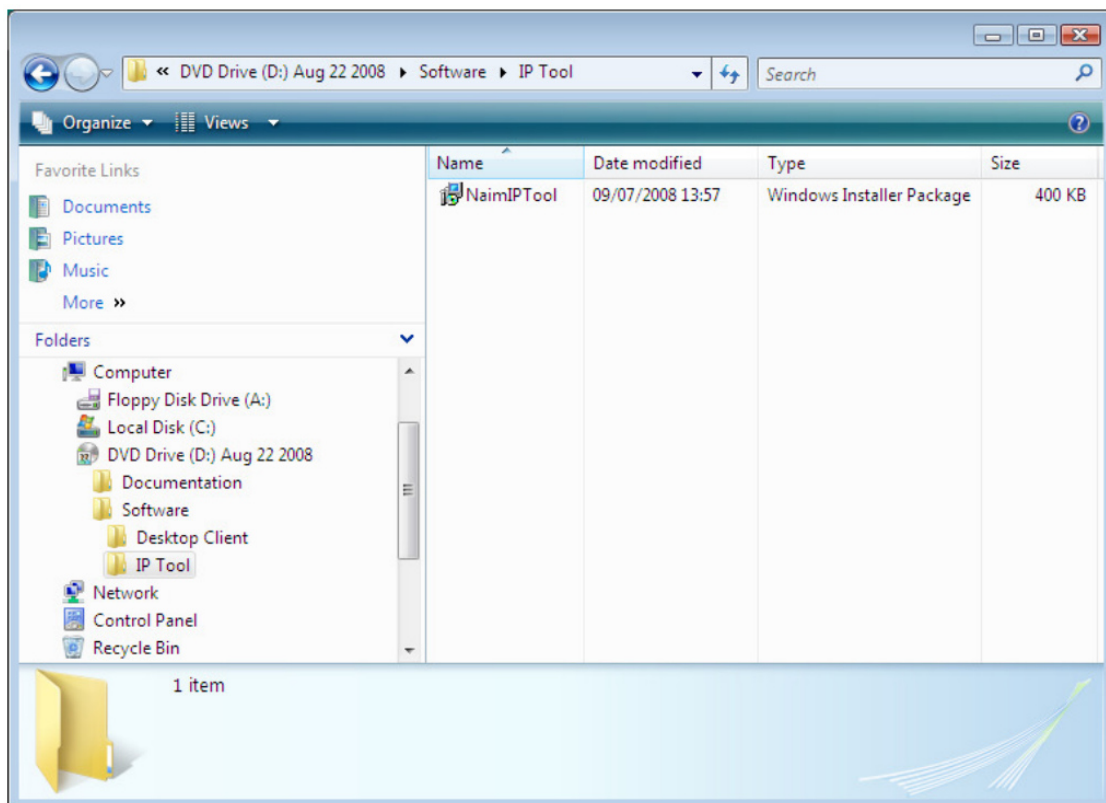 « DVD Drive (D:) Aug 22 2008 ▸ Software ▸ IP Tool Search
Organize Views
Favorite Links
Documents
Pictures
Music
More »
Folders
Computer
Floppy Disk Drive (A:)
Local Disk (C:)
DVD Drive (D:) Aug 22 2008
Documentation
Software
Desktop Client
IP Tool
Network
Control Panel
Recycle Bin
Name Date modified Type Size
NaimIPTool 09/07/2008 13:57 Windows Installer Package 400 KB
1 item